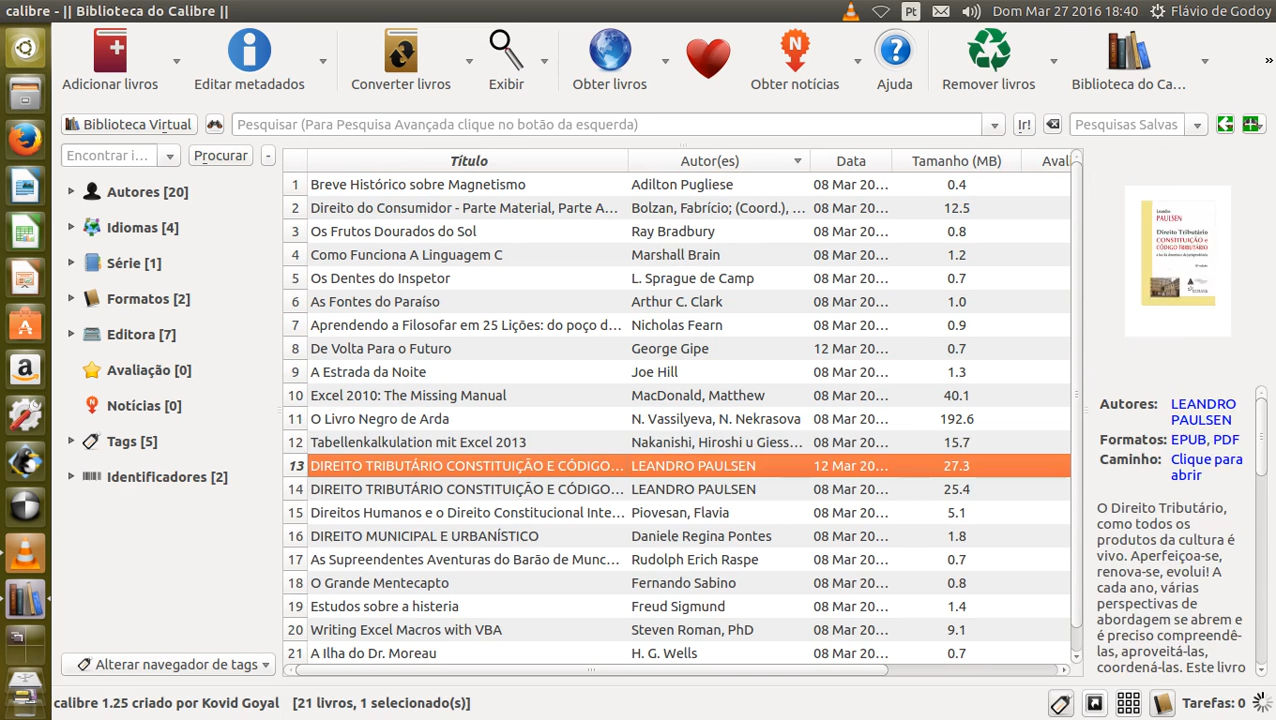 calibre - || Biblioteca do Calibre ||
Pt
Dom Mar 27 2016 18:40
Flávio de Godoy
Adicionar livros
Editar metadados
Converter livros
Exibir
Obter livros
Obter notícias
Ajuda
Remover livros
Biblioteca do Ca...
»
Biblioteca Virtual
Pesquisar (Para Pesquisa Avançada clique no botão da esquerda)
Ir!
Pesquisas Salvas
Encontrar i...
Procurar
-
Autores [20]
Idiomas [4]
Série [1]
Formatos [2]
Editora [7]
Avaliação [0]
Notícias [0]
Tags [5]
Identificadores [2]
Alterar navegador de tags
Título Autor(es) Data Tamanho (MB) Aval
1 Breve Histórico sobre Magnetismo Adilton Pugliese 08 Mar 20... 0.4
2 Direito do Consumidor - Parte Material, Parte A... Bolzan, Fabricio; (Coord.), ... 08 Mar 20... 12.5
3 Os Frutos Dourados do Sol Ray Bradbury 08 Mar 20... 0.8
4 Como Funciona A Linguagem C Marshall Brain 08 Mar 20... 1.2
5 Os Dentes do Inspetor L. Sprague de Camp 08 Mar 20... 0.7
6 As Fontes do Paraíso Arthur C. Clark 08 Mar 20... 1.0
7 Aprendendo a Filosofar em 25 Lições: do poço d... Nicholas Fearn 08 Mar 20... 0.9
8 De Volta Para o Futuro George Gipe 12 Mar 20... 0.7
9 A Estrada da Noite Joe Hill 08 Mar 20... 1.3
10 Excel 2010: The Missing Manual MacDonald, Matthew 08 Mar 20... 40.1
11 O Livro Negro de Arda N. Vassilyeva, N. Nekrasova 08 Mar 20... 192.6
12 Tabellenkalkulation mit Excel 2013 Nakanishi, Hiroshi u Giess... 08 Mar 20... 15.7
13 DIREITO TRIBUTÁRIO CONSTITUIÇÃO E CÓDIGO... LEANDRO PAULSEN 12 Mar 20... 27.3
14 DIREITO TRIBUTÁRIO CONSTITUIÇÃO E CÓDIGO... LEANDRO PAULSEN 08 Mar 20... 25.4
15 Direitos Humanos e o Direito Constitucional Inte... Piovesan, Flavia 08 Mar 20... 5.1
16 DIREITO MUNICIPAL E URBANÍSTICO Daniele Regina Pontes 08 Mar 20... 1.8
17 As Supreendentes Aventuras do Barão de Munc... Rudolph Erich Raspe 08 Mar 20... 0.7
18 O Grande Mentecapto Fernando Sabino 08 Mar 20... 0.8
19 Estudos sobre a histeria Freud Sigmund 08 Mar 20... 1.4
20 Writing Excel Macros with VBA Steven Roman, PhD 08 Mar 20... 9.1
21 A Ilha do Dr. Moreau H. G. Wells 08 Mar 20... 0.7
Leandro
PAULSEN
Direito Tributário
CONSTITUIÇÃO e
CÓDIGO TRIBUTÁRIO
Autores: LEANDRO
PAULSEN
Formatos: EPUB, PDF
Caminho: Clique para
abrir
O Direito Tributário,
como todos os
produtos da cultura é
vivo. Aperfeiçoa-se,
renova-se, evolui! A
cada ano, várias
perspectivas de
abordagem se abrem e
é preciso compreendê-
las, aproveitá-las,
coordená-las. Este livro
calibre 1.25 criado por Kovid Goyal [21 livros, 1 selecionado(s)]
Tarefas: 0